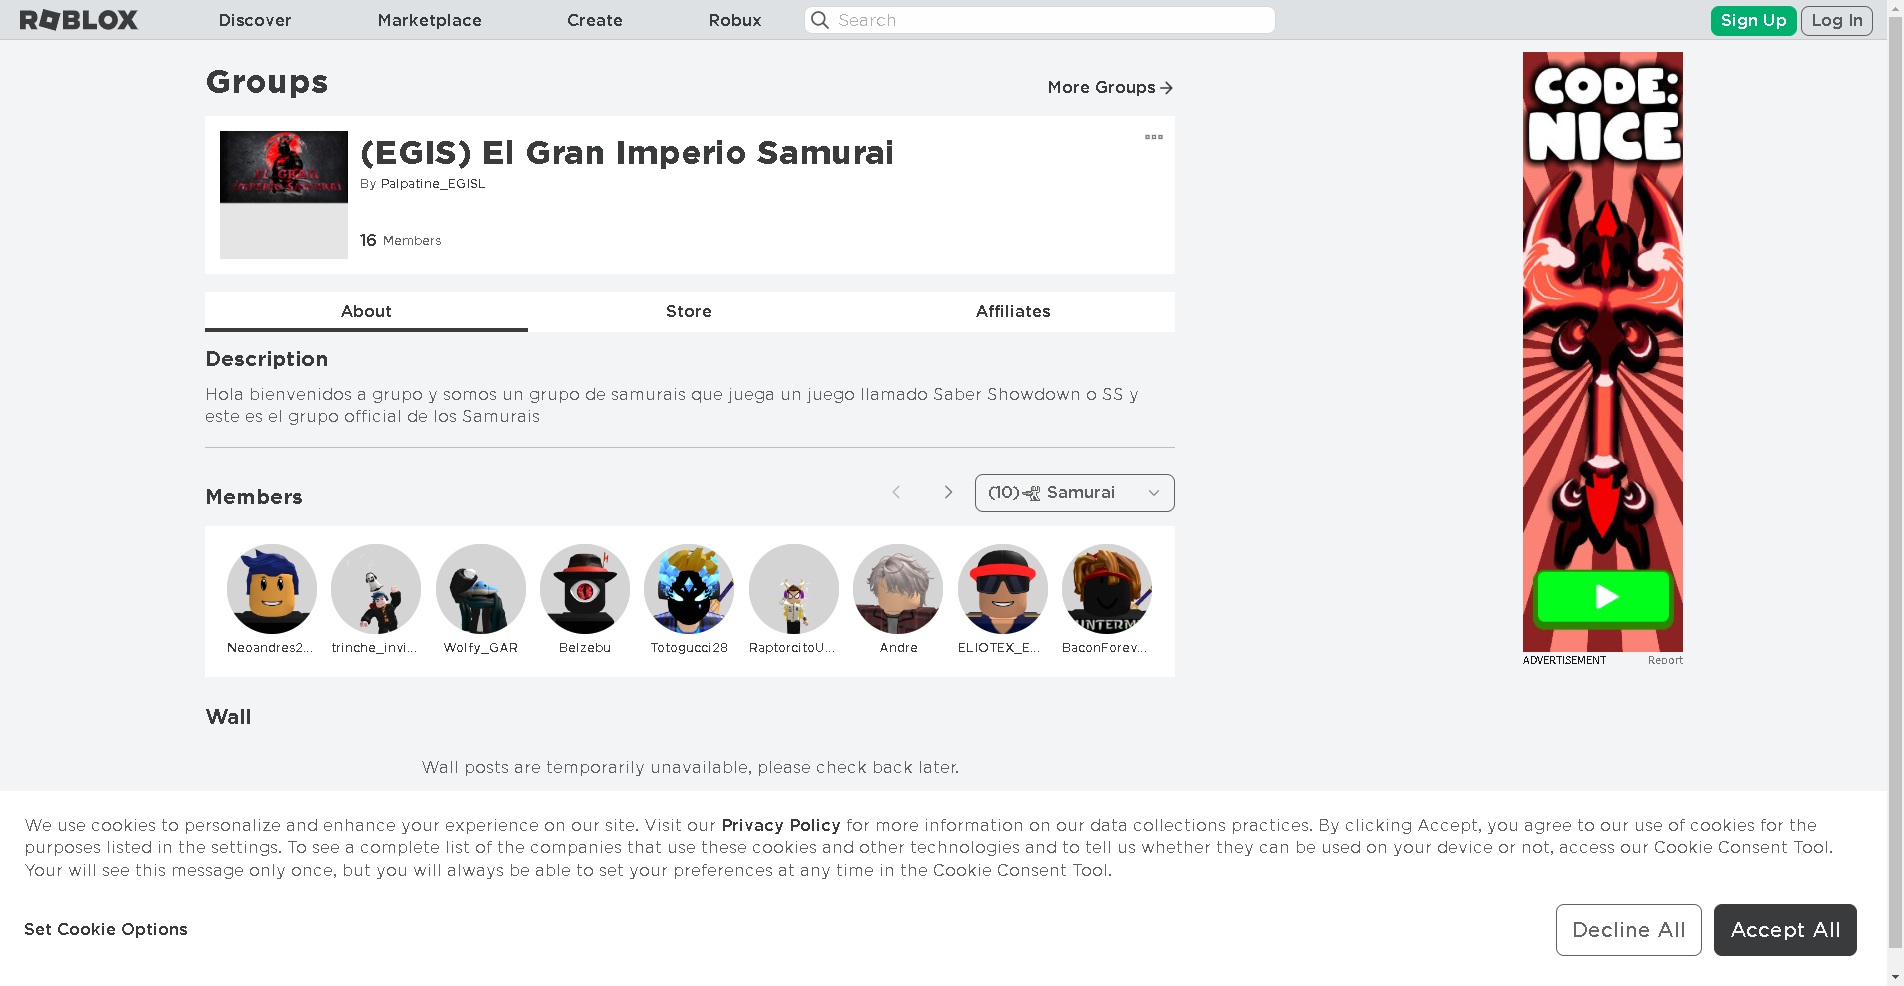 ROBLOX
Discover
Marketplace
Create
Robux
Search
Sign Up
Log In
Groups
More Groups
EL GRAN
IMPERIO SAMURAI
(EGIS) El Gran Imperio Samurai
By Palpatine_EGISL
16 Members
About
Store
Affiliates
Description
Hola bienvenidos a grupo y somos un grupo de samurais que juega un juego llamado Saber Showdown o SS y
este es el grupo official de los Samurais
Members
(10) Samurai
Neoandres2...
trinche_invi...
Wolfy_GAR
Belzebu
Totogucci28
RaptorcitoU...
Andre
ELIOTEX_E...
BaconForev...
Wall
Wall posts are temporarily unavailable, please check back later.
CODE:
NICE
ADVERTISEMENT
Report
We use cookies to personalize and enhance your experience on our site. Visit our Privacy Policy for more information on our data collections practices. By clicking Accept, you agree to our use of cookies for the
purposes listed in the settings. To see a complete list of the companies that use these cookies and other technologies and to tell us whether they can be used on your device or not, access our Cookie Consent Tool.
Your will see this message only once, but you will always be able to set your preferences at any time in the Cookie Consent Tool.
Set Cookie Options
Decline All
Accept All